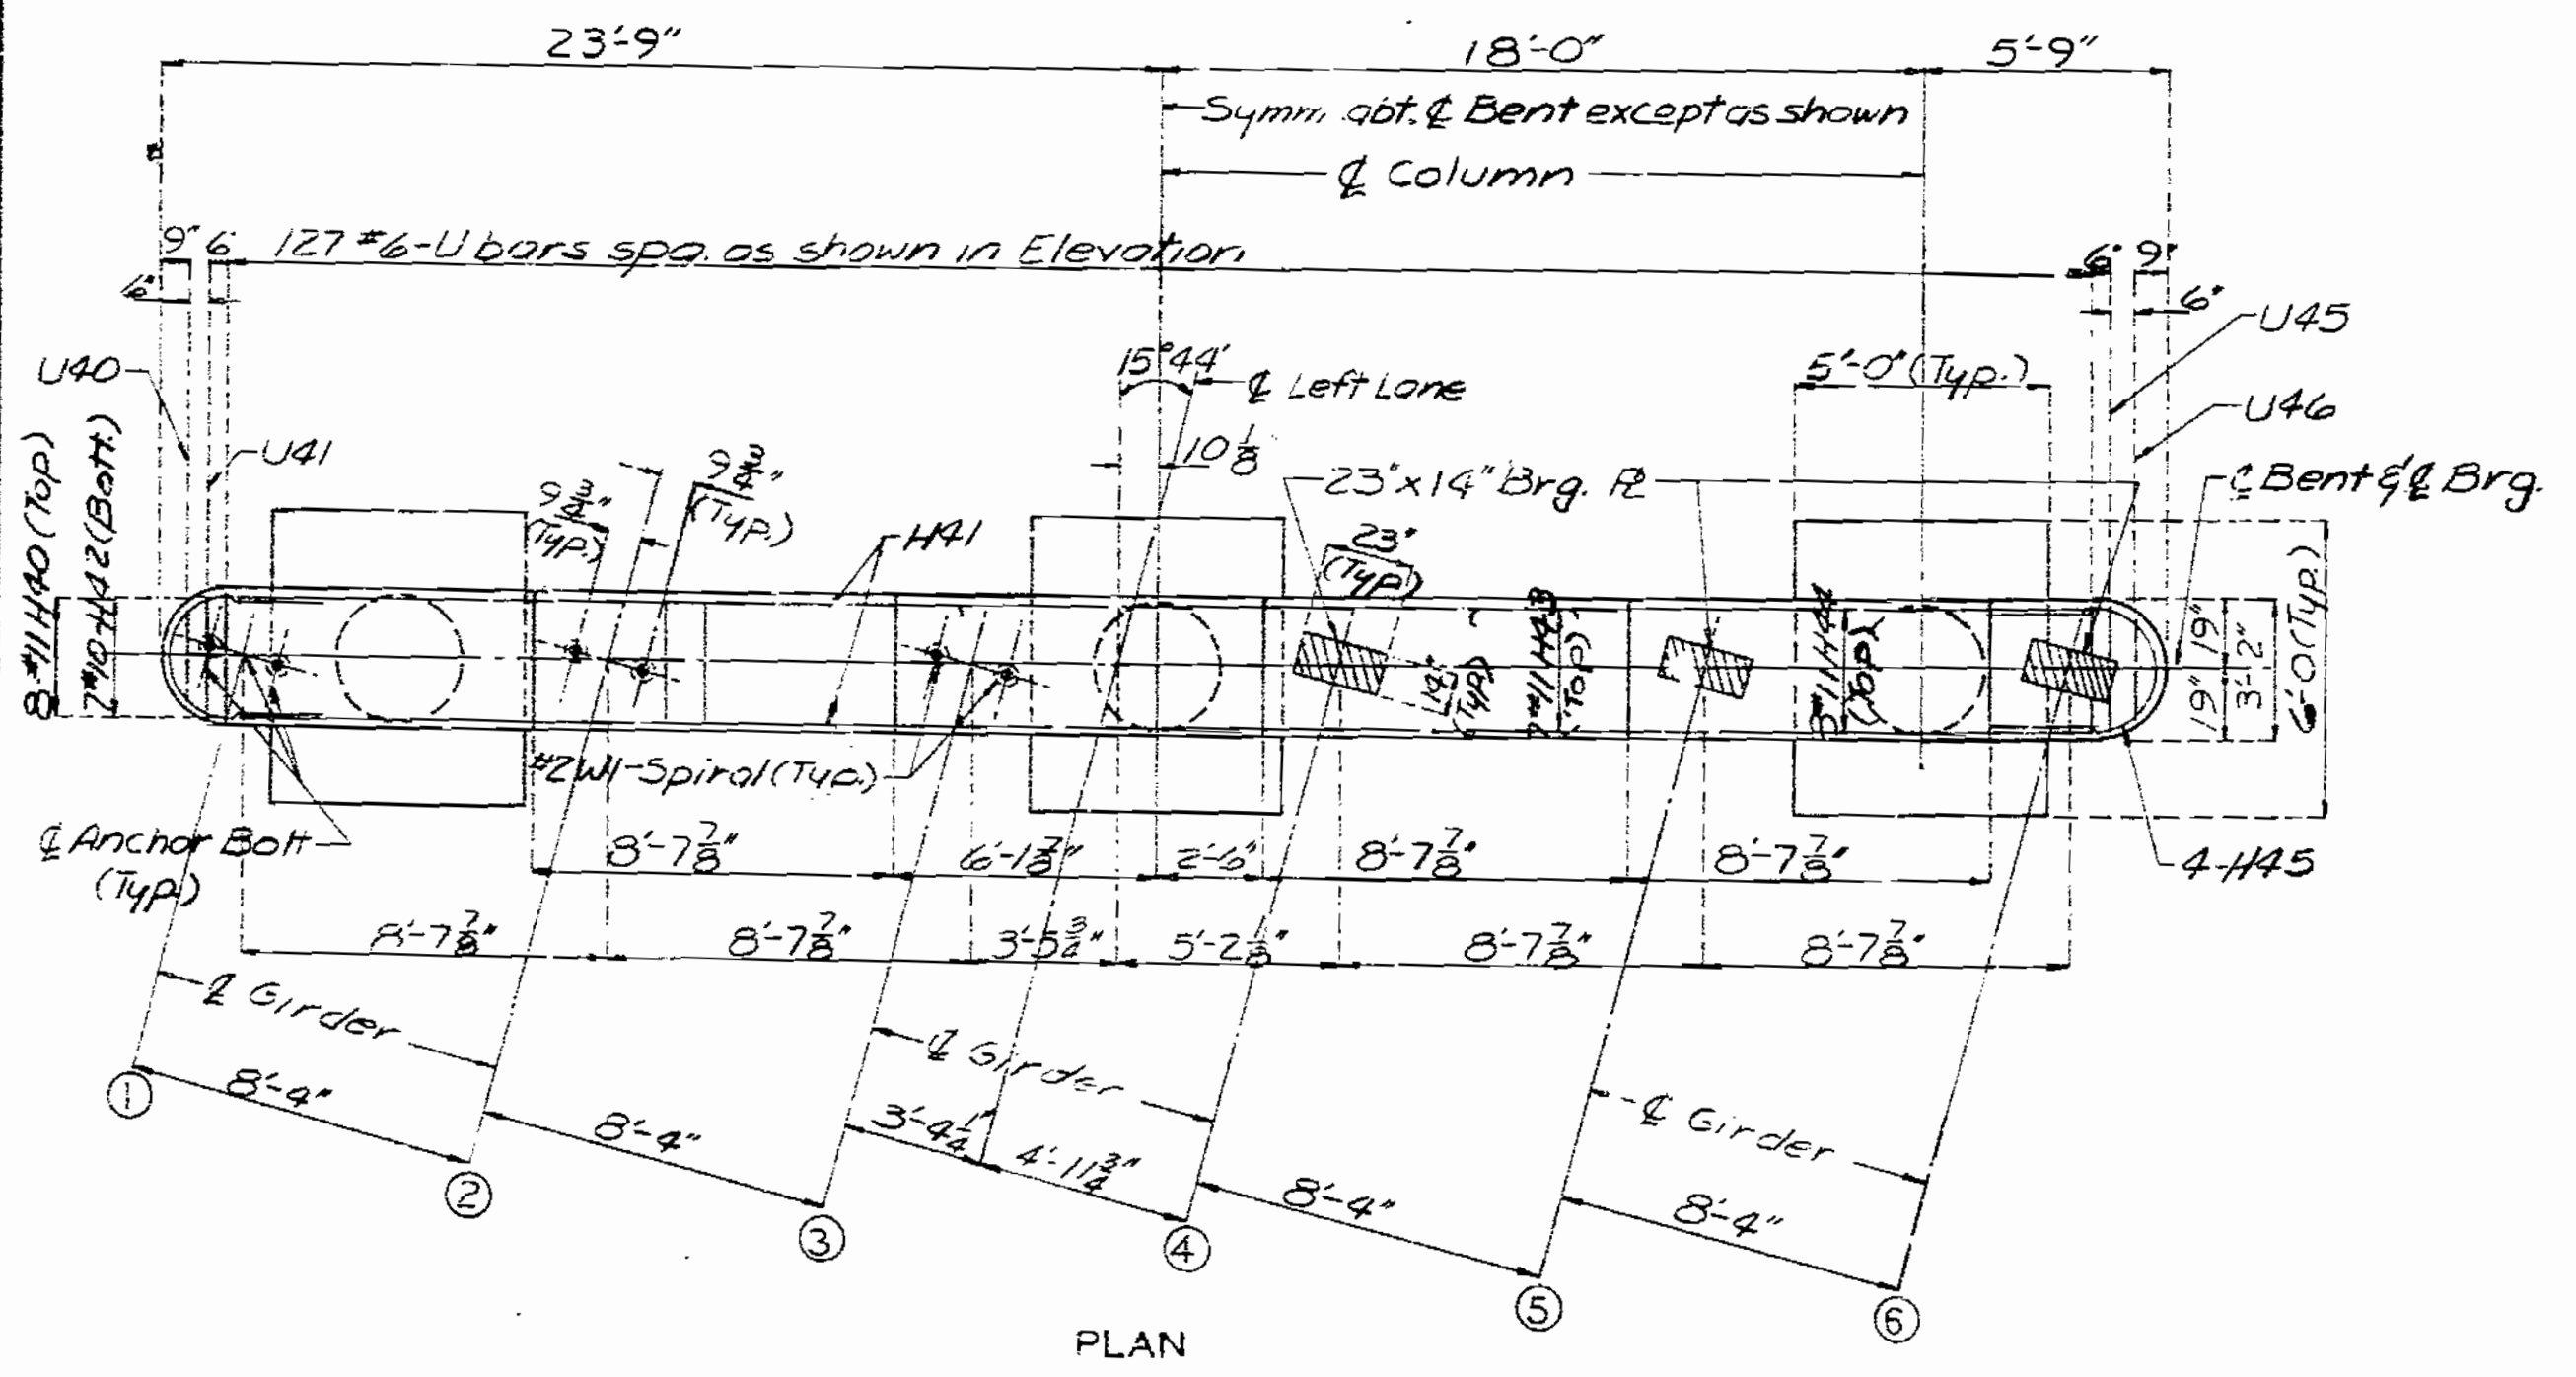 23'-9"
18'-0"
5'-9"
Symm. abt. ℄ Bent except as shown
℄ Column
9" 6" 127 #6-U bars spa. as shown in Elevation 6" 9"
6"
6"
U45
U40
15°44'
℄ Left Lane
5'-0" (Typ.)
U46
U41
10 1/8
9 3/4" (Typ.)
9 3/4" (Typ.)
23"x14" Brg. PL
℄ Bent & ℄ Brg.
8-#11 H40 (Top)
7#10-H42 (Bott.)
H41
23" (Typ.)
14" (Typ.)
7#11 H43 (Top)
8#11 H44 (Top)
19" 19"
3'-2"
6'-0 (Typ.)
#2 W1-Spiral (Typ.)
℄ Anchor Bolt
(Typ.)
8'-7 7/8"
6'-1 7/8"
2'-6"
8'-7 7/8"
8'-7 7/8"
4-H45
8'-7 7/8"
8'-7 7/8"
3'-5 3/4"
5'-2 1/8"
8'-7 7/8"
8'-7 7/8"
℄ Girder
℄ Girder
℄ Girder
8'-4"
8'-4"
3'-4 1/4"
4'-11 3/4"
8'-4"
8'-4"
1
2
3
4
5
6
PLAN